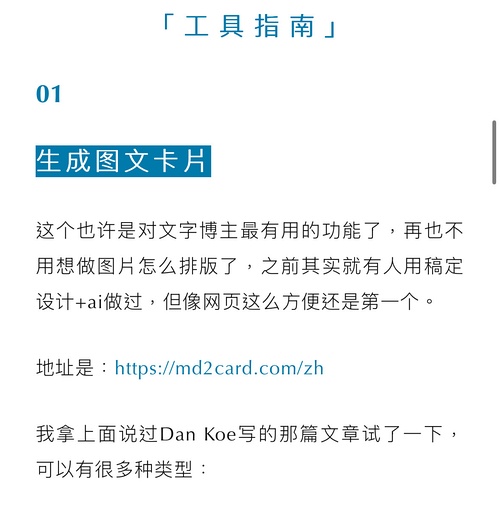 「工具指南」
01
生成图文卡片
这个也许是对文字博主最有用的功能了，再也不
用想做图片怎么排版了，之前其实就有人用稿定
设计+ai做过，但像网页这么方便还是第一个。
地址是：https://md2card.com/zh
我拿上面说过Dan Koe写的那篇文章试了一下，
可以有很多种类型：